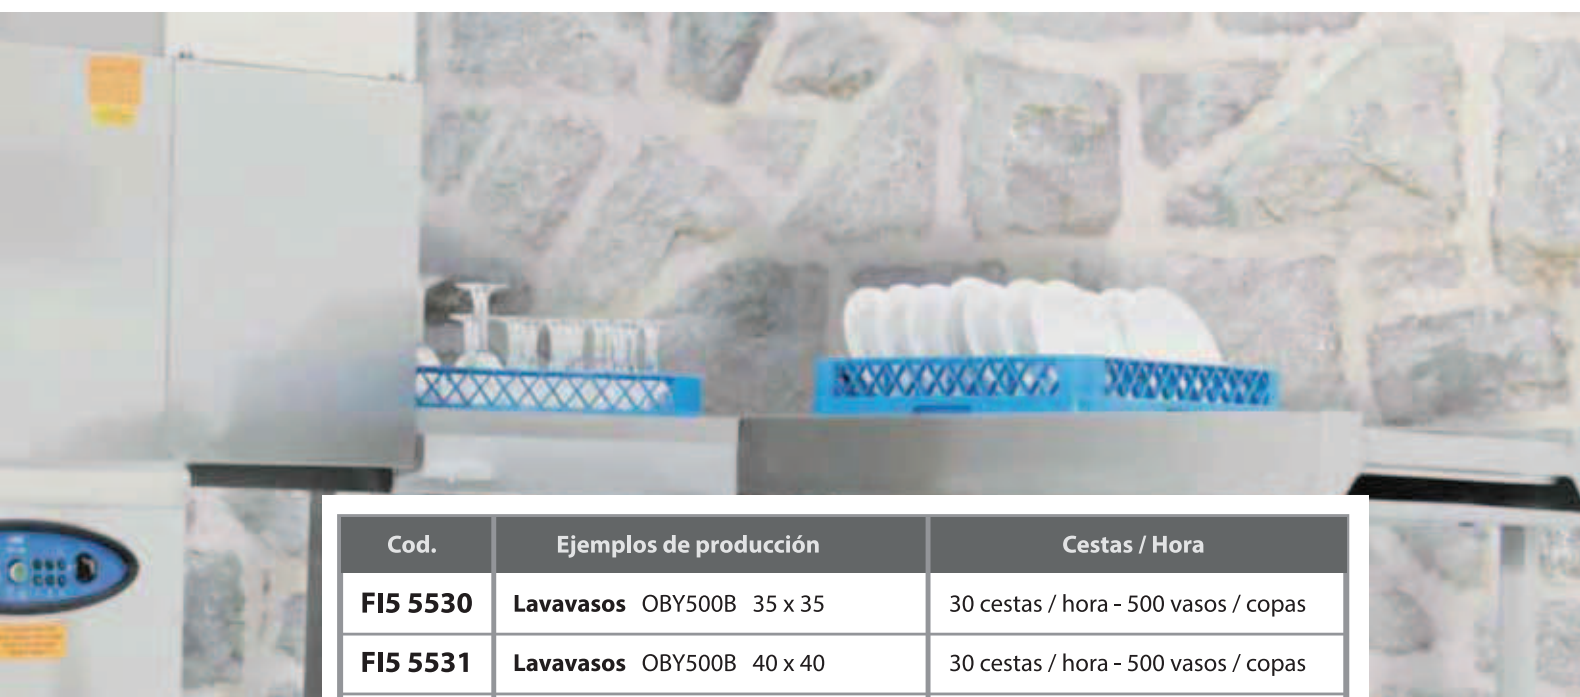 Cod. Ejemplos de producción Cestas / Hora
FI5 5530 Lavavasos OBY500B 35 x 35 30 cestas / hora - 500 vasos / copas
FI5 5531 Lavavasos OBY500B 40 x 40 30 cestas / hora - 500 vasos / copas